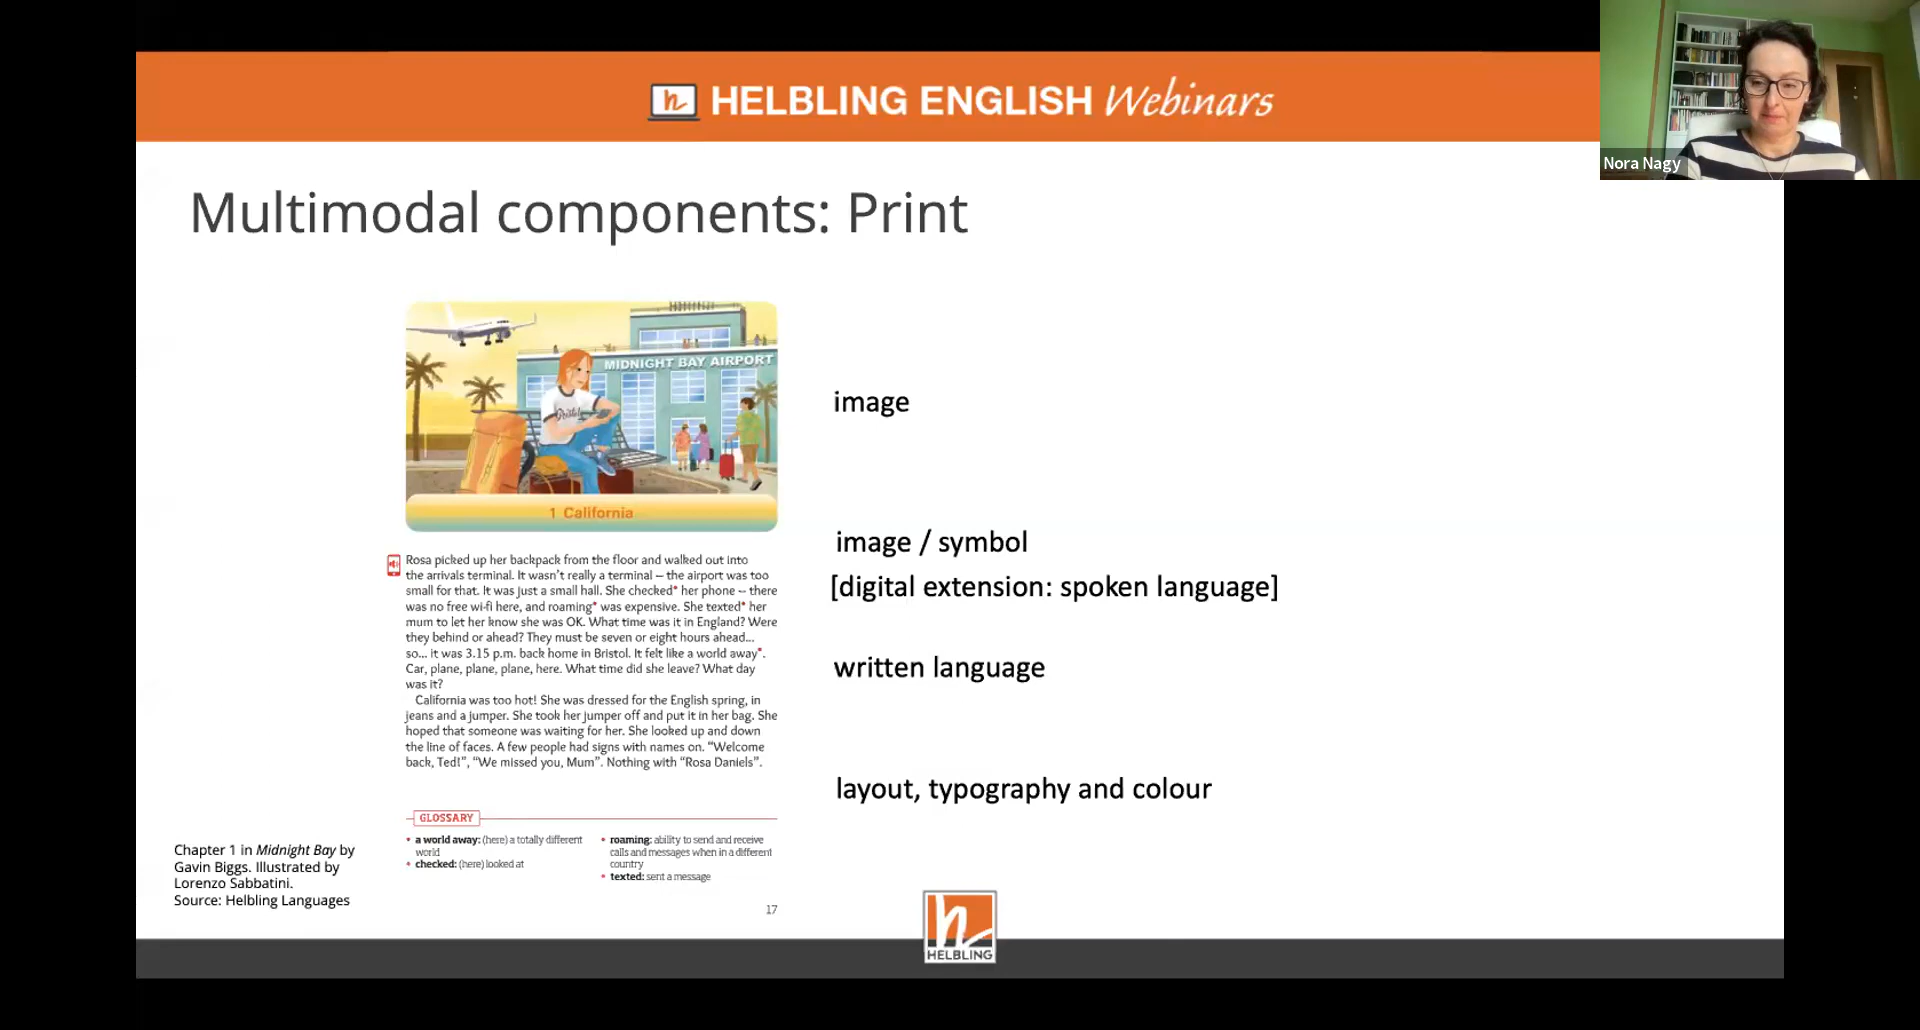 HELBLING ENGLISH Webinars
Nora Nagy
Multimodal components: Print
MIDNIGHT BAY AIRPORT
Bristol
1 California
image
image / symbol
[digital extension: spoken language]
written language
layout, typography and colour
Rosa picked up her backpack from the floor and walked out into
the arrivals terminal. It wasn't really a terminal – the airport was too
small for that. It was just a small hall. She checked* her phone – there
was no free wi-fi here, and roaming* was expensive. She texted* her
mum to let her know she was OK. What time was it in England? Were
they behind or ahead? They must be seven or eight hours ahead...
so... it was 3.15 p.m. back home in Bristol. It felt like a world away*.
Car, plane, plane, plane, here. What time did she leave? What day
was it?
California was too hot! She was dressed for the English spring, in
jeans and a jumper. She took her jumper off and put it in her bag. She
hoped that someone was waiting for her. She looked up and down
the line of faces. A few people had signs with names on. “Welcome
back, Ted!”, “We missed you, Mum”. Nothing with “Rosa Daniels”.
GLOSSARY
• a world away: (here) a totally different
world
• checked: (here) looked at
• roaming: ability to send and receive
calls and messages when in a different
country
• texted: sent a message
17
Chapter 1 in Midnight Bay by
Gavin Biggs. Illustrated by
Lorenzo Sabbatini.
Source: Helbling Languages
h
HELBLING